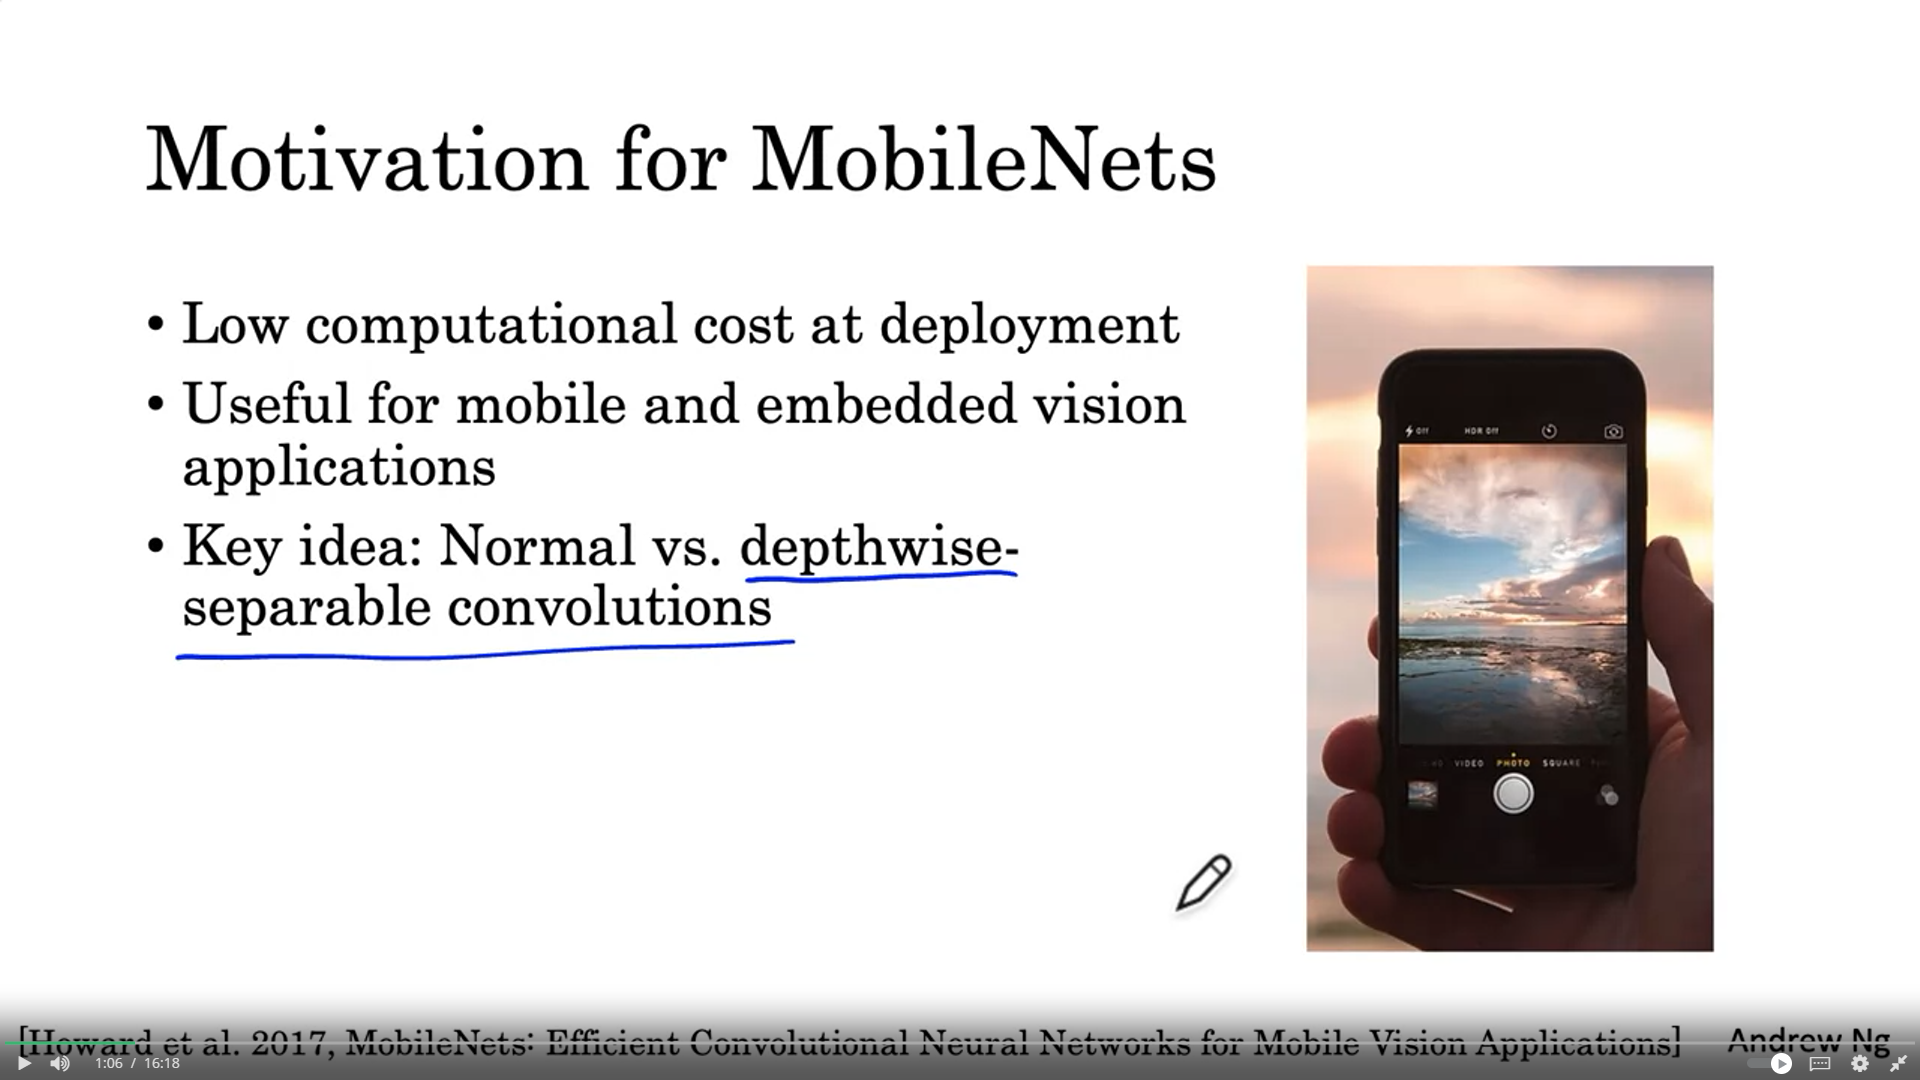 Motivation for MobileNets
• Low computational cost at deployment
• Useful for mobile and embedded vision
applications
• Key idea: Normal vs. depthwise-
separable convolutions
Off
HDR Off
VIDEO PHOTO SQUARE
[Howard et al. 2017, MobileNets: Efficient Convolutional Neural Networks for Mobile Vision Applications]
Andrew Ng
1:06 / 16:18